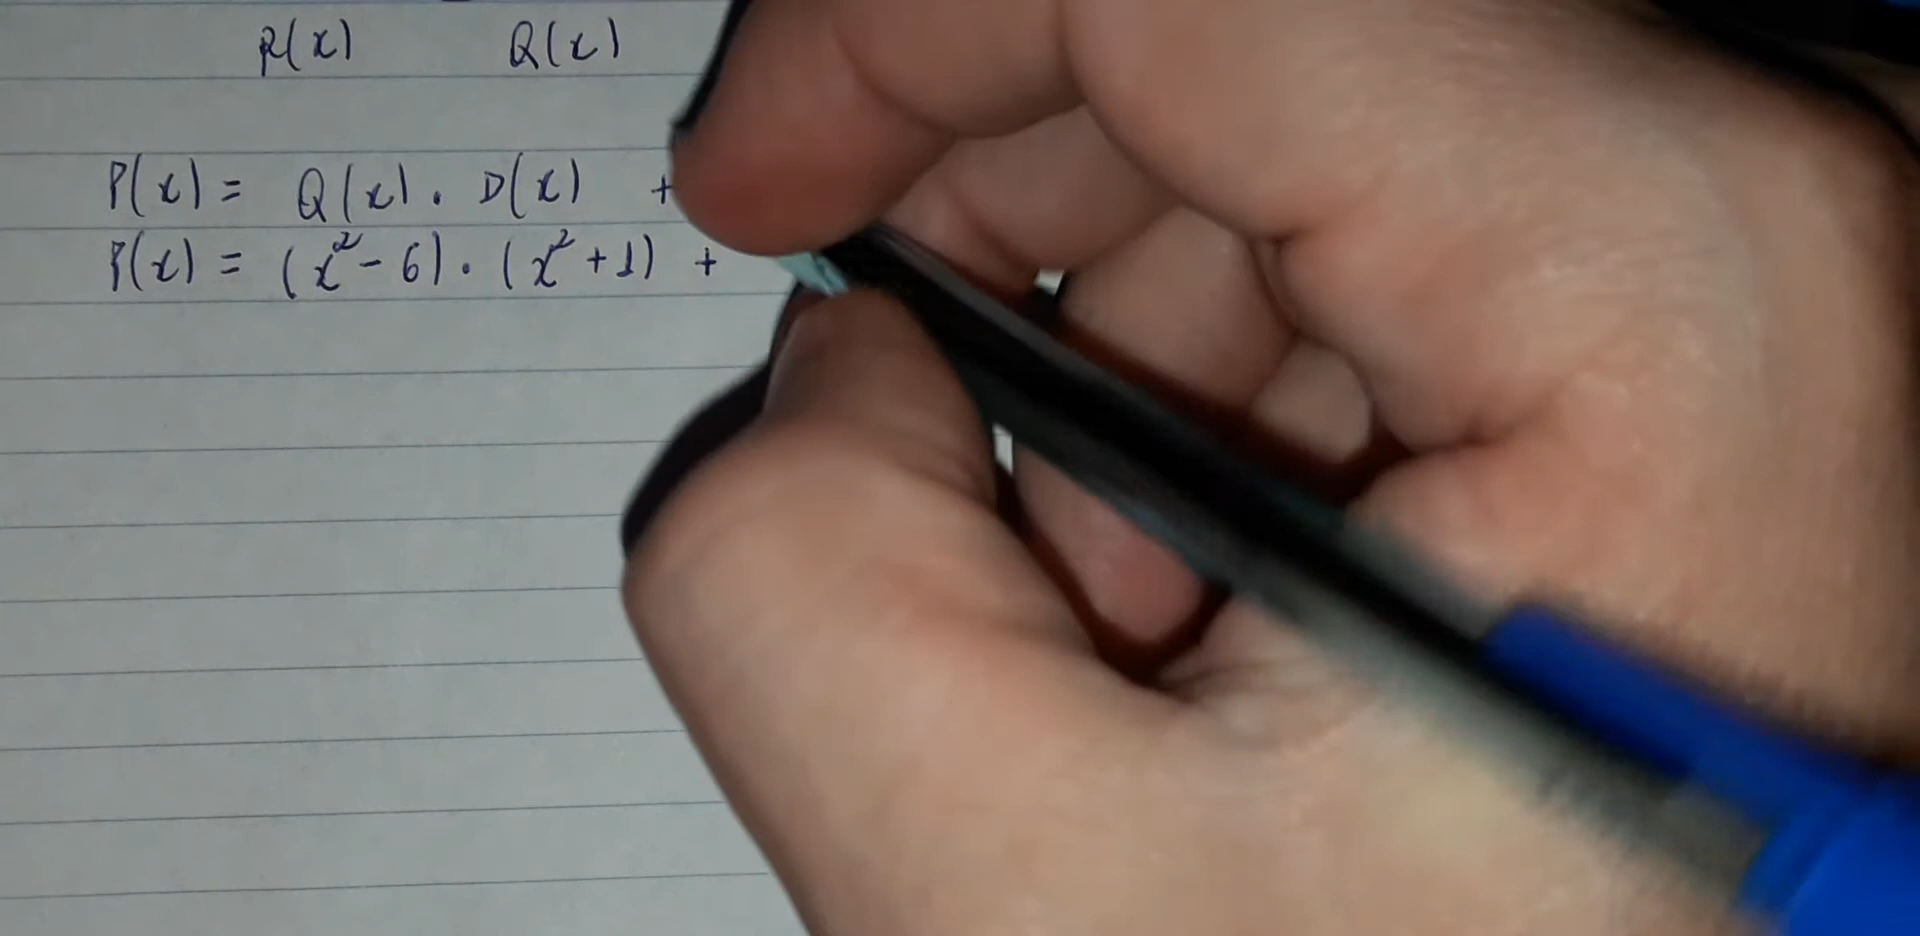 R(x) Q(x)
P(x) = Q(x) . D(x) +
P(x) = (x² - 6) . (x² + 1) +